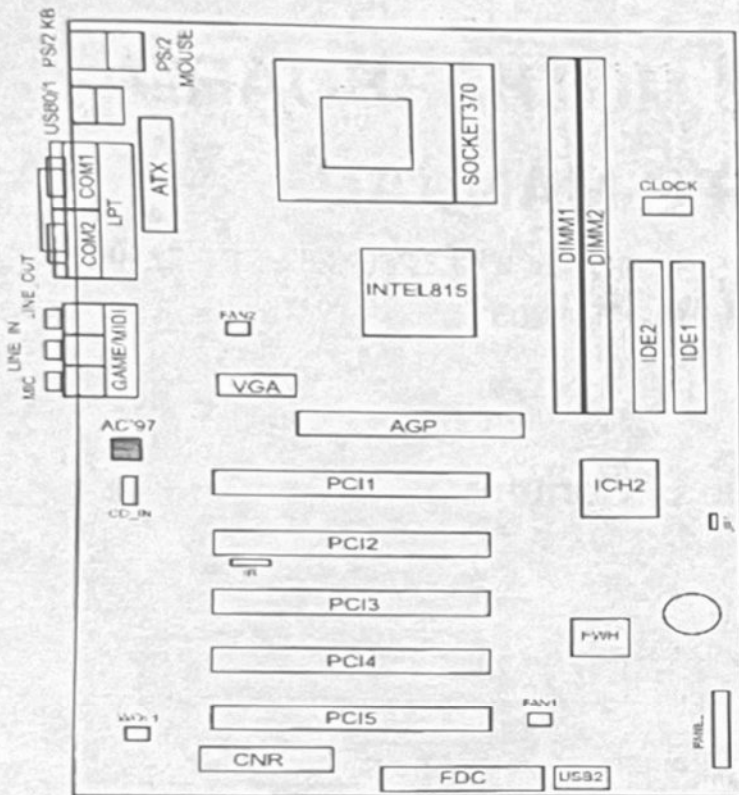 PS/2 KB
PS/2
MOUSE
USB0/1
COM1
COM2
LPT
ATX
SOCKET370
DIMM1
DIMM2
CLOCK
INTEL815
LINE_OUT
LINE IN
MIC
GAME/MIDI
FAN2
IDE2
IDE1
VGA
AGP
AC'97
CD_IN
PCI1
ICH2
PCI2
IR
PCI3
FWH
PCI4
PCI5
FAN1
CNR
FDC
USB2